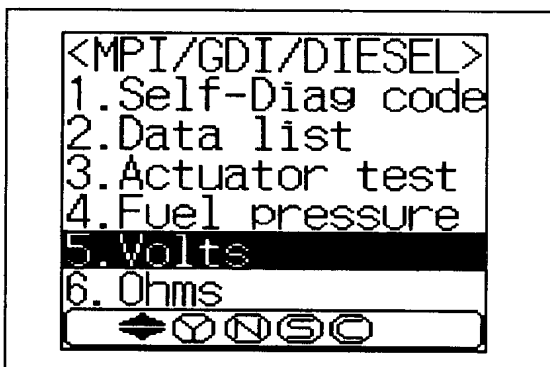 <MPI/GDI/DIESEL>
1.Self-Diag code
2.Data list
3.Actuator test
4.Fuel pressure
5.Volts
6.Ohms
Y N S C